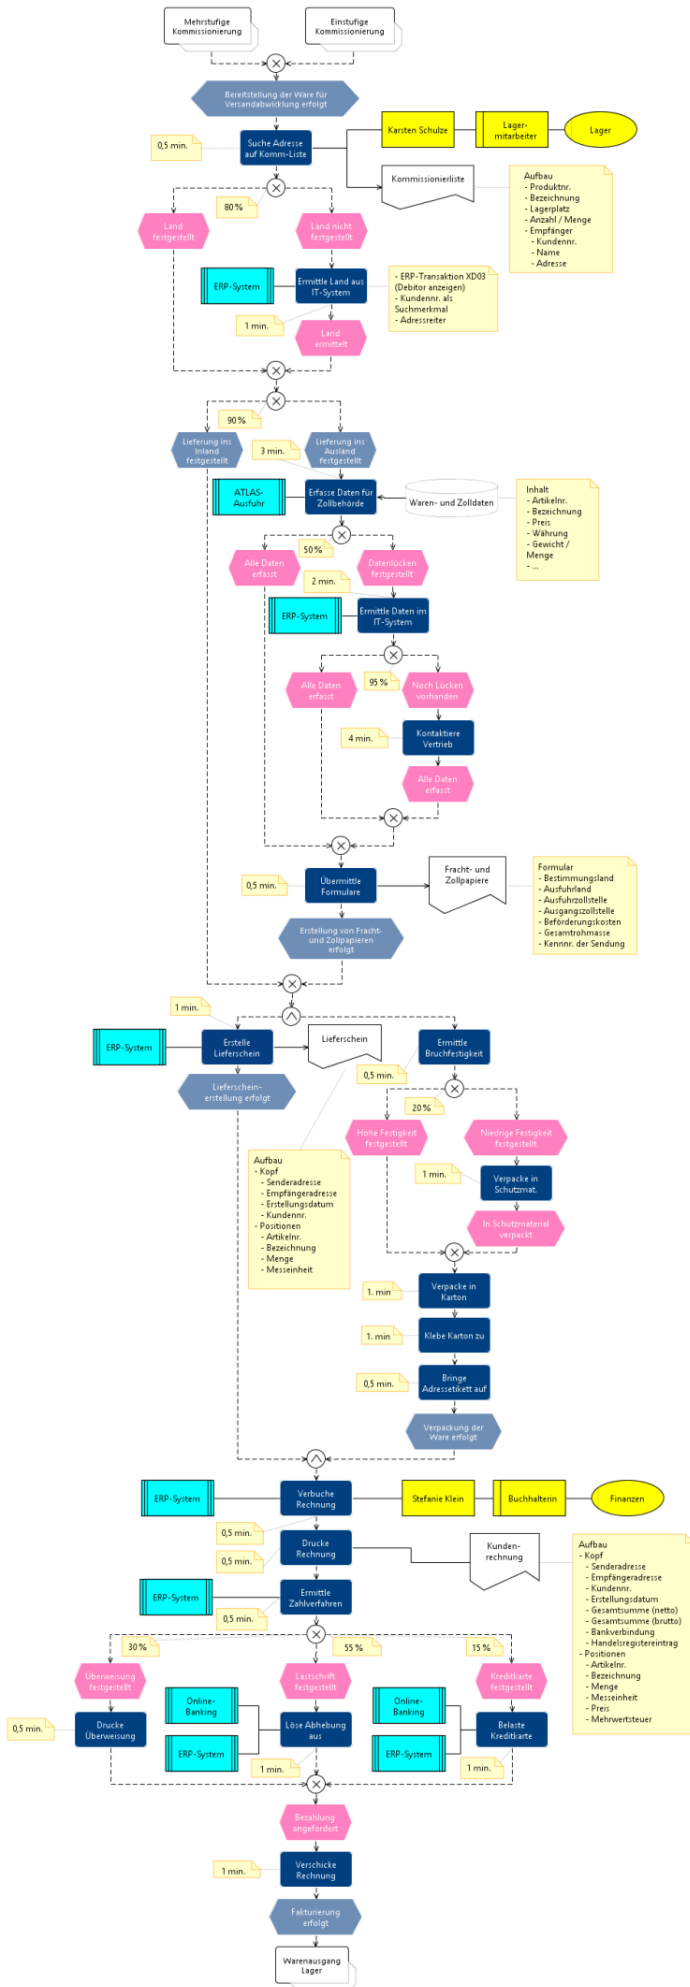 Mehrstufige
Kommissionierung
Einstufige
Kommissionierung
Bereitstellung der Ware für
Versandabwicklung erfolgt
0,5 min.
Suche Adresse
auf Komm-Liste
Karsten Schulze
Lager-
mitarbeiter
Lager
Kommissionierliste
Aufbau
- Produktnr.
- Bezeichnung
- Lagerplatz
- Anzahl / Menge
- Empfänger
- Kundennr.
- Name
- Adresse
80 %
Land
festgestellt
Land nicht
festgestellt
ERP-System
Ermittle Land aus
IT-System
- ERP-Transaktion XD03
(Debitor anzeigen)
- Kundennr. als
Suchmerkmal
- Adressreiter
1 min.
Land
ermittelt
90 %
Lieferung ins
Inland
festgestellt
3 min.
Lieferung ins
Ausland
festgestellt
ATLAS-
Ausfuhr
Erfasse Daten für
Zollbehörde
Waren- und Zolldaten
Inhalt
- Artikelnr.
- Bezeichnung
- Preis
- Währung
- Gewicht /
Menge
- ...
50 %
Alle Daten
erfasst
Datenlücken
festgestellt
2 min.
ERP-System
Ermittle Daten im
IT-System
95 %
Alle Daten
erfasst
Noch Lücken
vorhanden
4 min.
Kontaktiere
Vertrieb
Alle Daten
erfasst
0,5 min.
Übermittle
Formulare
Fracht- und
Zollpapiere
Formular
- Bestimmungsland
- Ausfuhrland
- Ausfuhrzollstelle
- Ausgangszollstelle
- Beförderungskosten
- Gesamtrohmasse
- Kennnr. der Sendung
Erstellung von Fracht-
und Zollpapieren
erfolgt
1 min.
ERP-System
Erstelle
Lieferschein
Lieferschein
Ermittle
Bruchfestigkeit
0,5 min.
Lieferschein-
erstellung erfolgt
20 %
Hohe Festigkeit
festgestellt
Niedrige Festigkeit
festgestellt
Aufbau
- Kopf
- Senderadresse
- Empfängeradresse
- Erstellungsdatum
- Kundennr.
- Positionen
- Artikelnr.
- Bezeichnung
- Menge
- Messeinheit
1 min.
Verpacke in
Schutzmat.
In Schutzmaterial
verpackt
1. min
Verpacke in
Karton
1. min
Klebe Karton zu
0,5 min.
Bringe
Adressetikett auf
Verpackung der
Ware erfolgt
ERP-System
Verbuche
Rechnung
Stefanie Klein
Buchhalterin
Finanzen
0,5 min.
0,5 min.
Drucke
Rechnung
Kunden-
rechnung
Aufbau
- Kopf
- Senderadresse
- Empfängeradresse
- Kundennr.
- Erstellungsdatum
- Gesamtsumme (netto)
- Gesamtsumme (brutto)
- Bankverbindung
- Handelsregistereintrag
- Positionen
- Artikelnr.
- Bezeichnung
- Menge
- Messeinheit
- Preis
- Mehrwertsteuer
ERP-System
Ermittle
Zahlverfahren
0,5 min.
30 %
55 %
15 %
Überweisung
festgestellt
Lastschrift
festgestellt
Kreditkarte
festgestellt
0,5 min.
Drucke
Überweisung
Online-
Banking
ERP-System
Löse Abhebung
aus
1 min.
Online-
Banking
ERP-System
Belaste
Kreditkarte
1 min.
Bezahlung
angefordert
1 min.
Verschicke
Rechnung
Fakturierung
erfolgt
Warenausgang
Lager